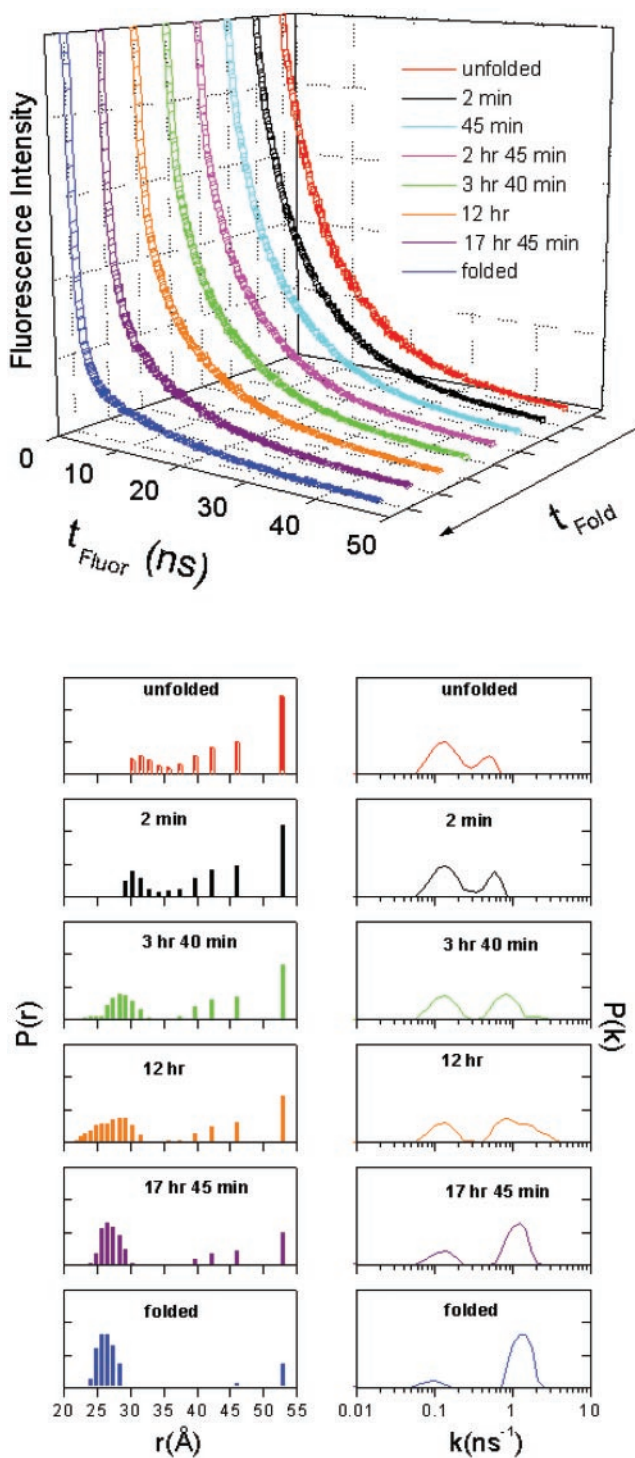 Fluorescence Intensity
unfolded
2 min
45 min
2 hr 45 min
3 hr 40 min
12 hr
17 hr 45 min
folded
0
10
20
30
40
50
t Fluor (ns)
t Fold
unfolded
unfolded
2 min
2 min
3 hr 40 min
3 hr 40 min
P(r)
P(k)
12 hr
12 hr
17 hr 45 min
17 hr 45 min
folded
folded
20 25 30 35 40 45 50 55
0.01 0.1 1 10
r(Å)
k(ns⁻¹)